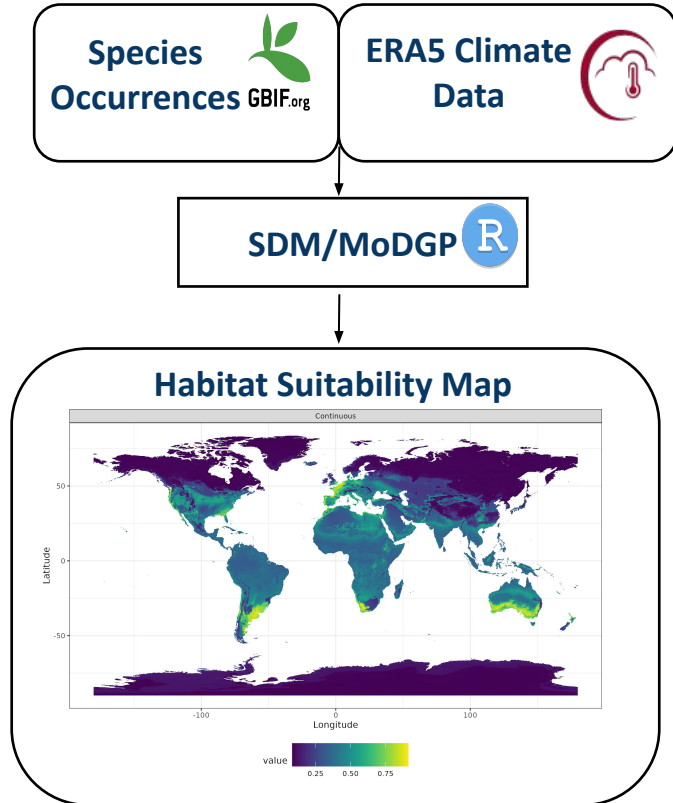 Species
Occurrences
GBIF.org
ERA5 Climate
Data
SDM/MoDGP
R
Habitat Suitability Map
Continuous
50
0
-50
Latitude
-100
0
100
Longitude
value
0.25
0.50
0.75